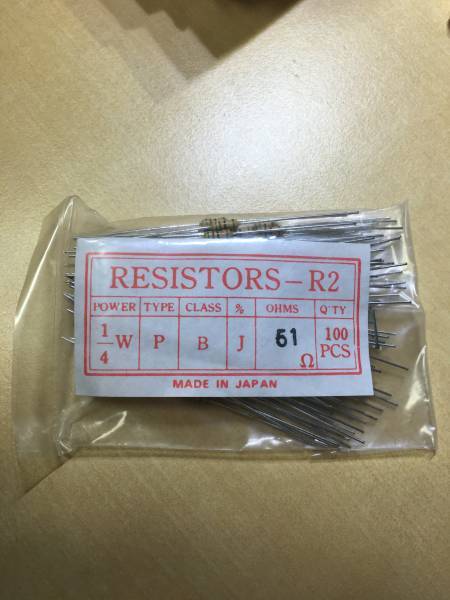 RESISTORS-R2
POWER TYPE CLASS % OHMS Q'TY
1/4 W P B J 51 Ω 100 PCS
MADE IN JAPAN